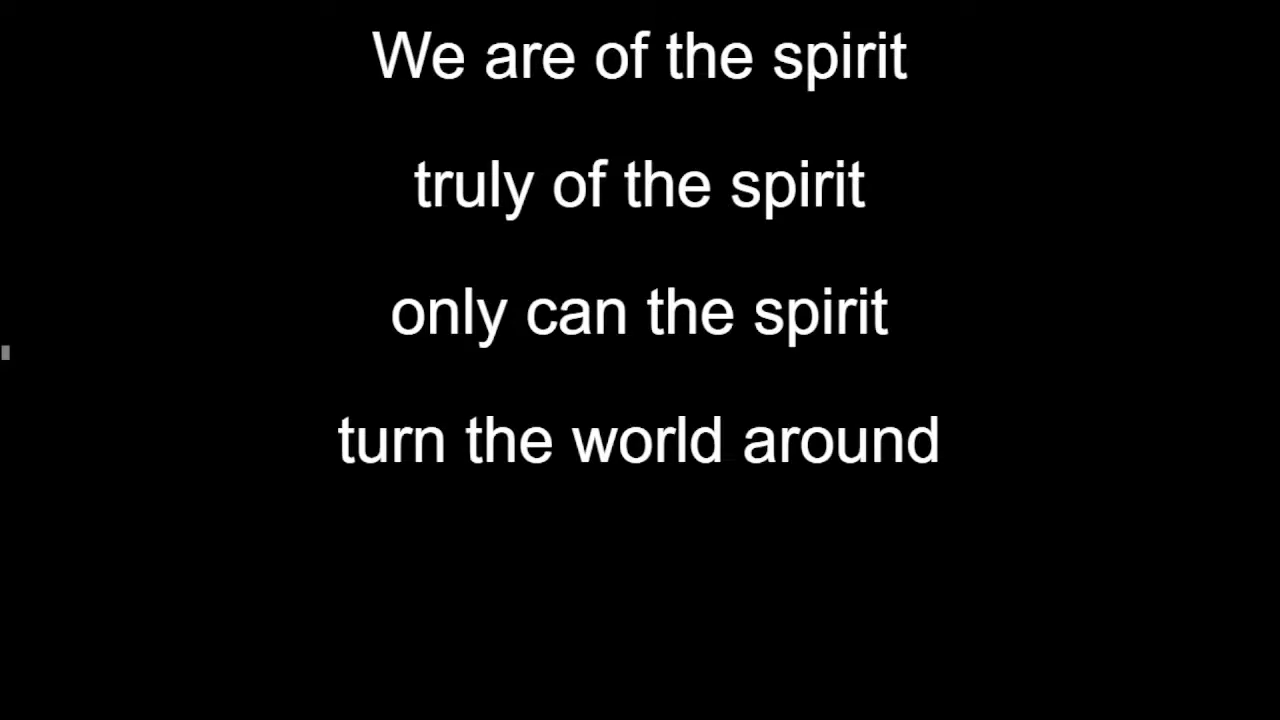 We are of the spirit
truly of the spirit
only can the spirit
turn the world around